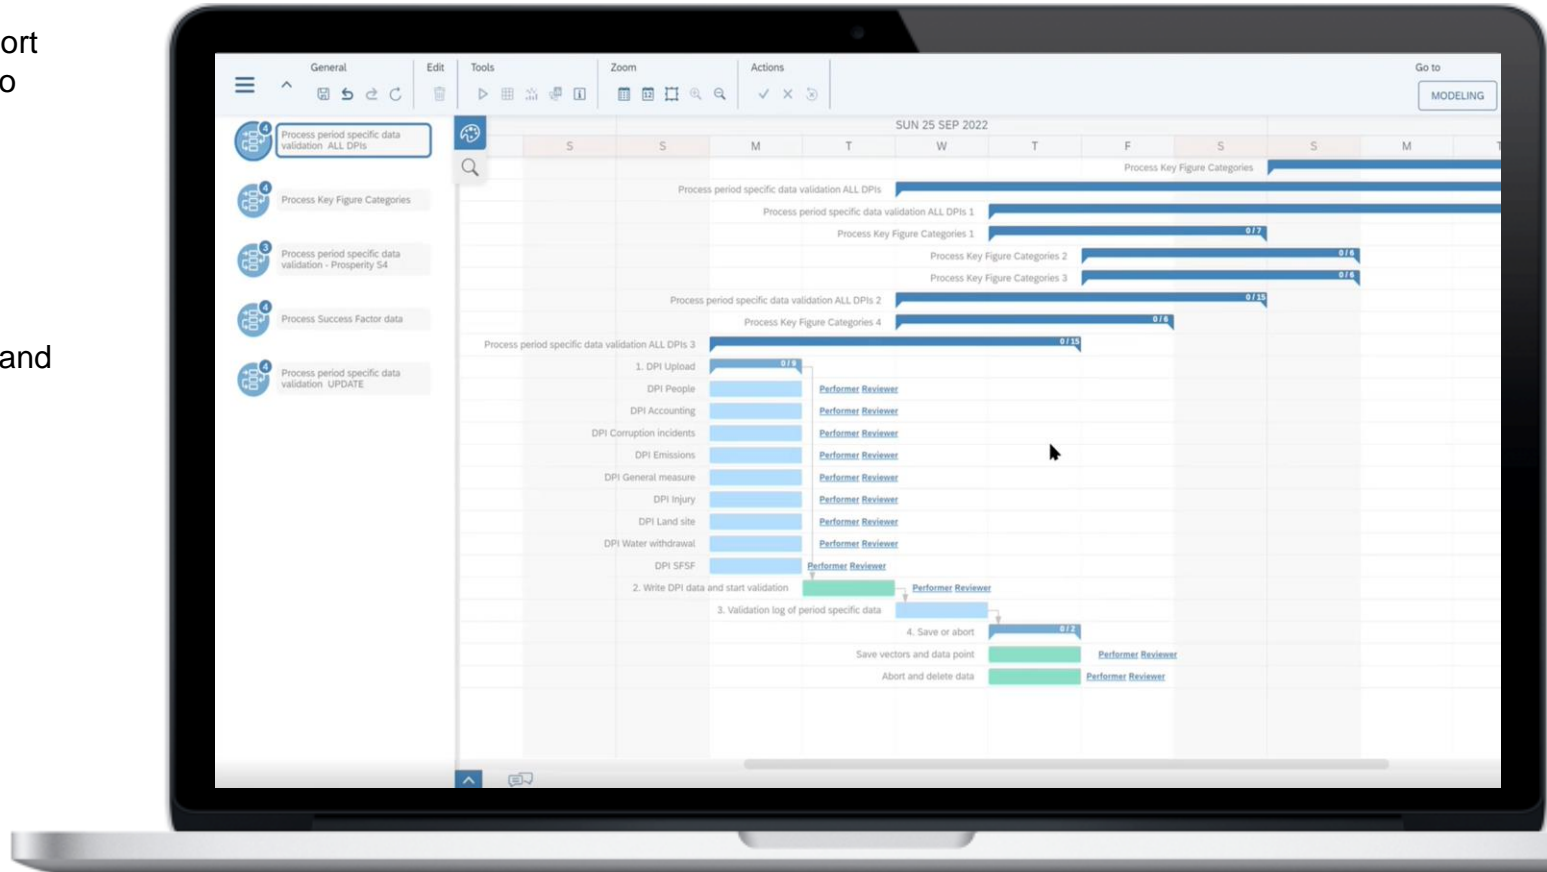 ort
o
and
General
Edit
Tools
Zoom
Actions
Go to
MODELING
4
Process period specific data
validation ALL DPIs
4
Process Key Figure Categories
3
Process period specific data
validation - Prosperity S4
4
Process Success Factor data
4
Process period specific data
validation UPDATE
SUN 25 SEP 2022
S S M T W T F S S M T
Process Key Figure Categories
Process period specific data validation ALL DPIs
Process period specific data validation ALL DPIs 1
Process Key Figure Categories 1 0 / 7
Process Key Figure Categories 2 0 / 6
Process Key Figure Categories 3 0 / 6
Process period specific data validation ALL DPIs 2 0 / 15
Process Key Figure Categories 4 0 / 6
Process period specific data validation ALL DPIs 3 0 / 15
1. DPI Upload 0 / 9
DPI People Performer Reviewer
DPI Accounting Performer Reviewer
DPI Corruption incidents Performer Reviewer
DPI Emissions Performer Reviewer
DPI General measure Performer Reviewer
DPI Injury Performer Reviewer
DPI Land site Performer Reviewer
DPI Water withdrawal Performer Reviewer
DPI SFSF Performer Reviewer
2. Write DPI data and start validation Performer Reviewer
3. Validation log of period specific data
4. Save or abort 0 / 2
Save vectors and data point Performer Reviewer
Abort and delete data Performer Reviewer